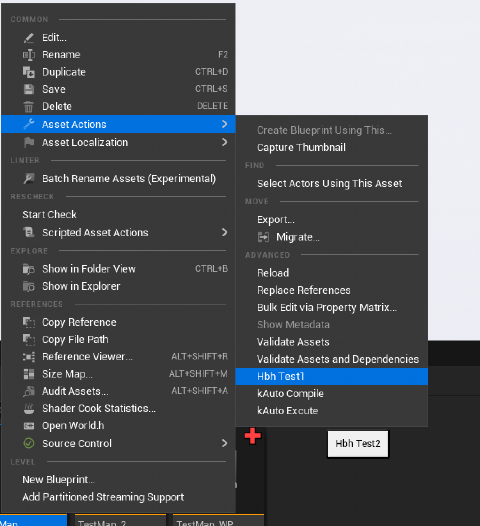 COMMON
Edit...
Rename F2
Duplicate CTRL+D
Save CTRL+S
Delete DELETE
Asset Actions
Asset Localization
LINTER
Batch Rename Assets (Experimental)
RESCHECK
Start Check
Scripted Asset Actions
EXPLORE
Show in Folder View CTRL+B
Show in Explorer
REFERENCES
Copy Reference
Copy File Path
Reference Viewer... ALT+SHIFT+R
Size Map... ALT+SHIFT+M
Audit Assets... ALT+SHIFT+A
Shader Cook Statistics...
Open World.h
Source Control
LEVEL
New Blueprint...
Add Partitioned Streaming Support
Create Blueprint Using This...
Capture Thumbnail
FIND
Select Actors Using This Asset
MOVE
Export...
Migrate...
ADVANCED
Reload
Replace References
Bulk Edit via Property Matrix...
Show Metadata
Validate Assets
Validate Assets and Dependencies
Hbh Test1
kAuto Compile
kAuto Excute
Hbh Test2
Map
TestMap_2
TestMap_WP